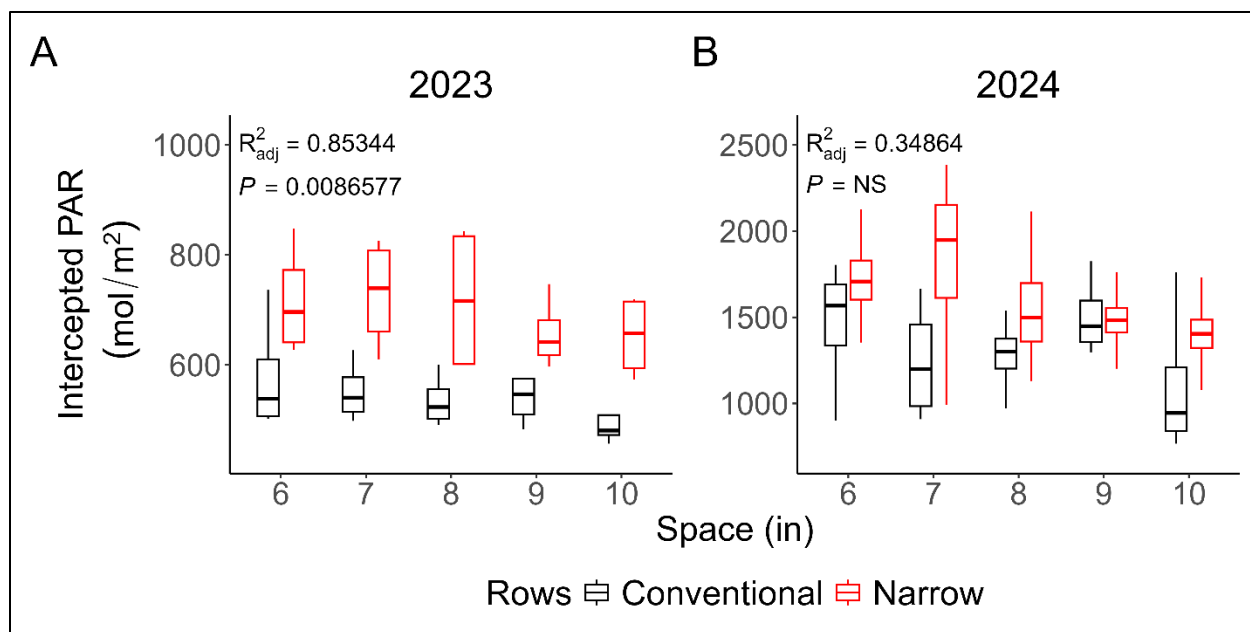 A
2023
R²adj = 0.85344
P = 0.0086577
1000
800
600
6 7 8 9 10
B
2024
R²adj = 0.34864
P = NS
2500
2000
1500
1000
6 7 8 9 10
Intercepted PAR
(mol/m²)
Space (in)
Rows Conventional Narrow